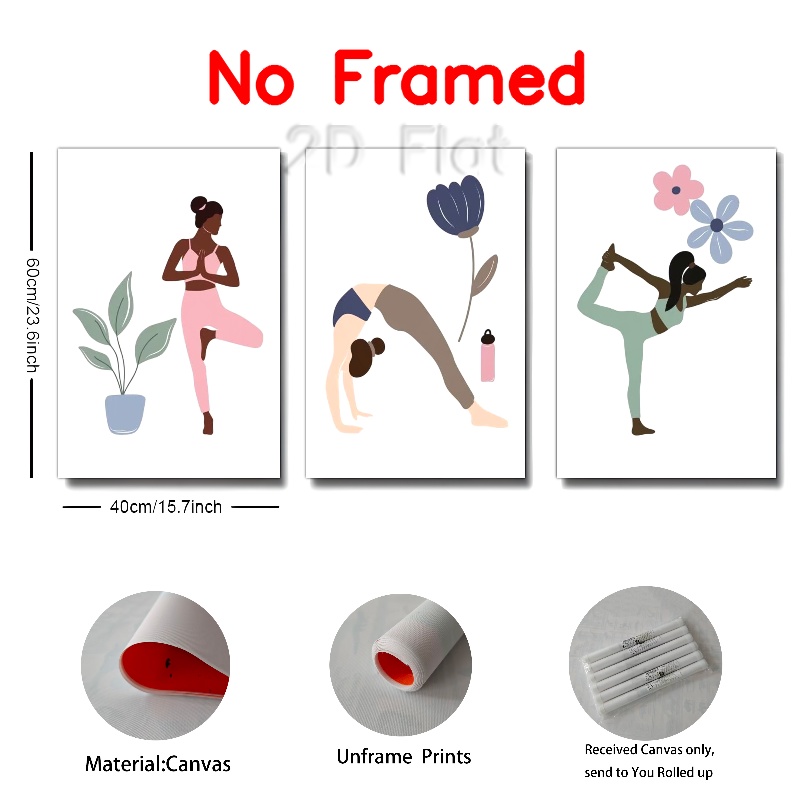 No Framed
2D Flat
60cm/23.6inch
40cm/15.7inch
Material:Canvas
Unframe Prints
Received Canvas only,
send to You Rolled up